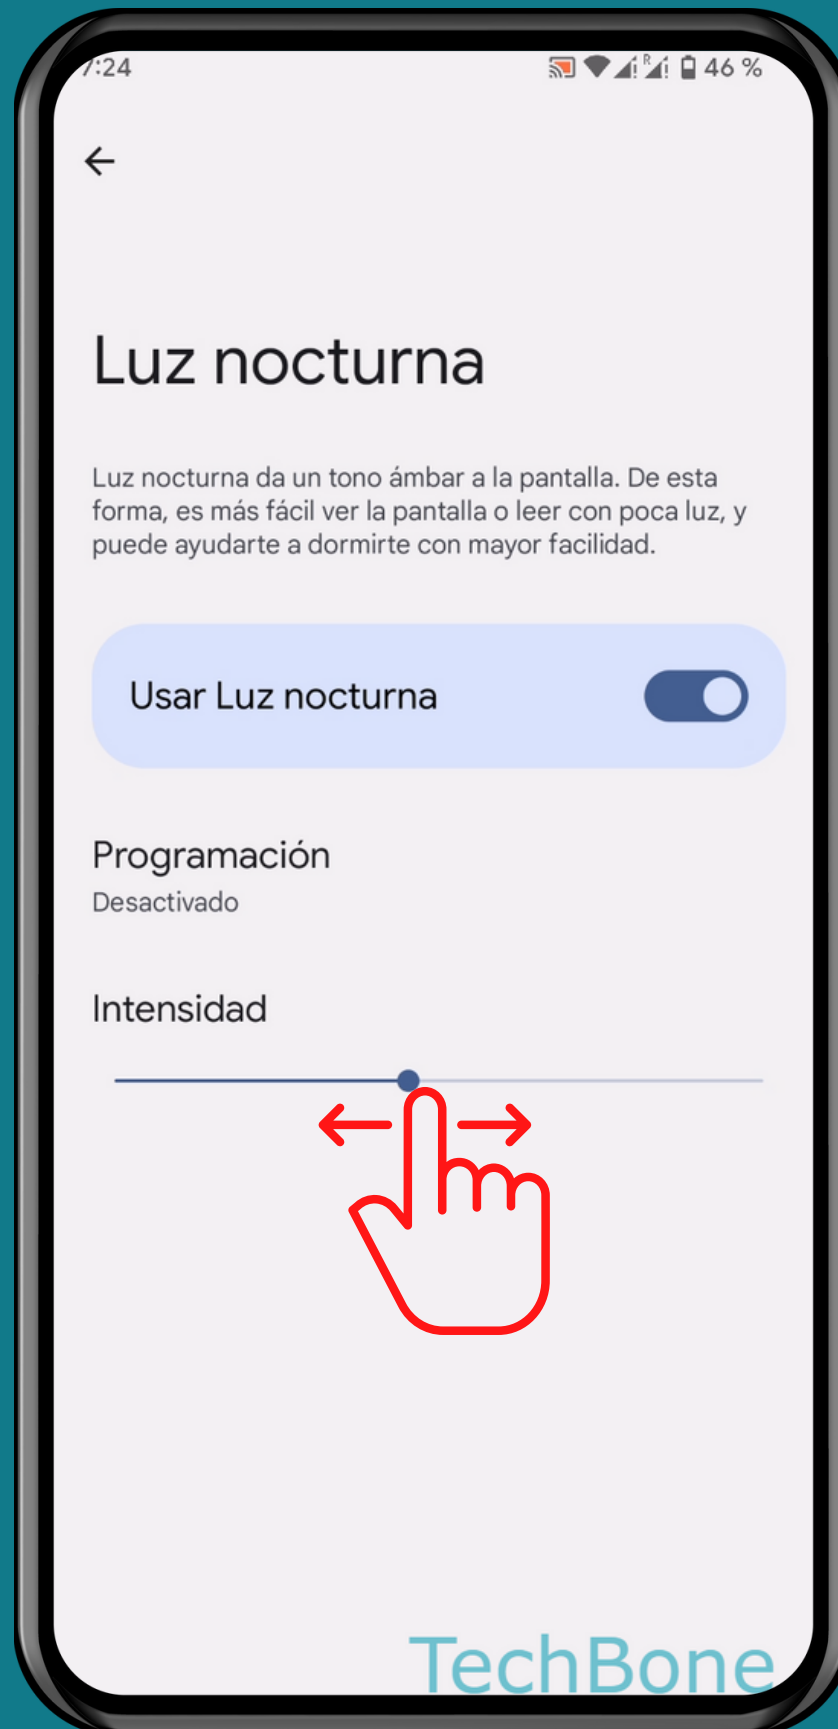 7:24
R
46 %
Luz nocturna
Luz nocturna da un tono ámbar a la pantalla. De esta
forma, es más fácil ver la pantalla o leer con poca luz, y
puede ayudarte a dormirte con mayor facilidad.
Usar Luz nocturna
Programación
Desactivado
Intensidad
TechBone